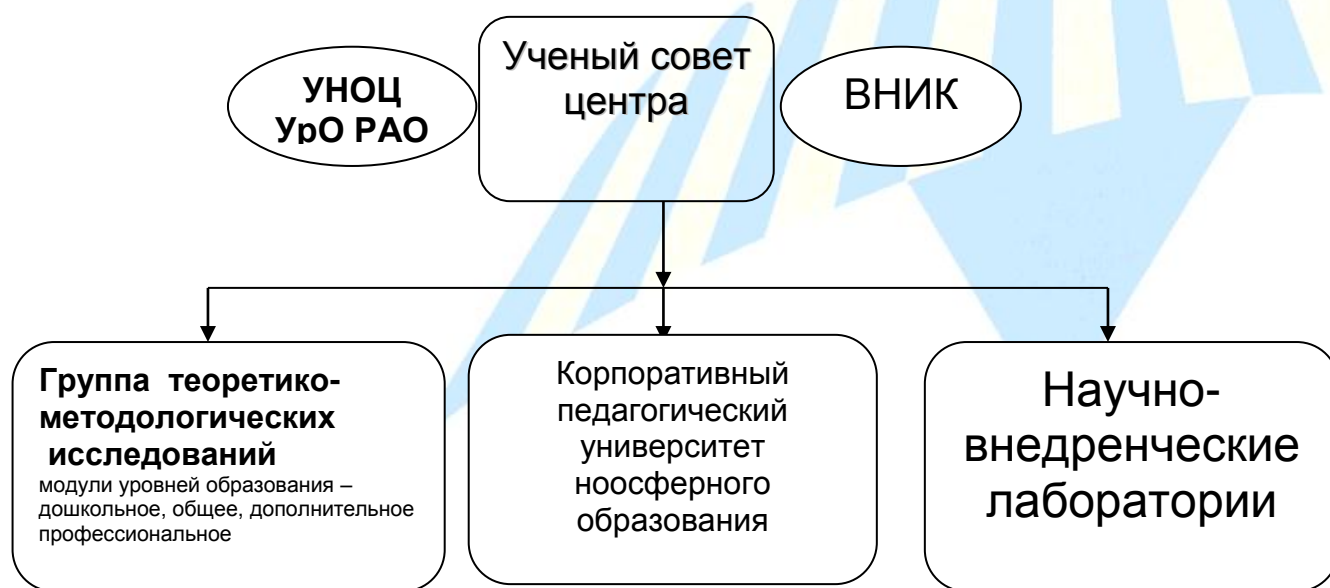 УНОЦ
УрО РАО
Ученый совет
центра
ВНИК
Группа теоретико-
методологических
исследований
модули уровней образования –
дошкольное, общее, дополнительное
профессиональное
Корпоративный
педагогический
университет
ноосферного
образования
Научно-
внедренческие
лаборатории